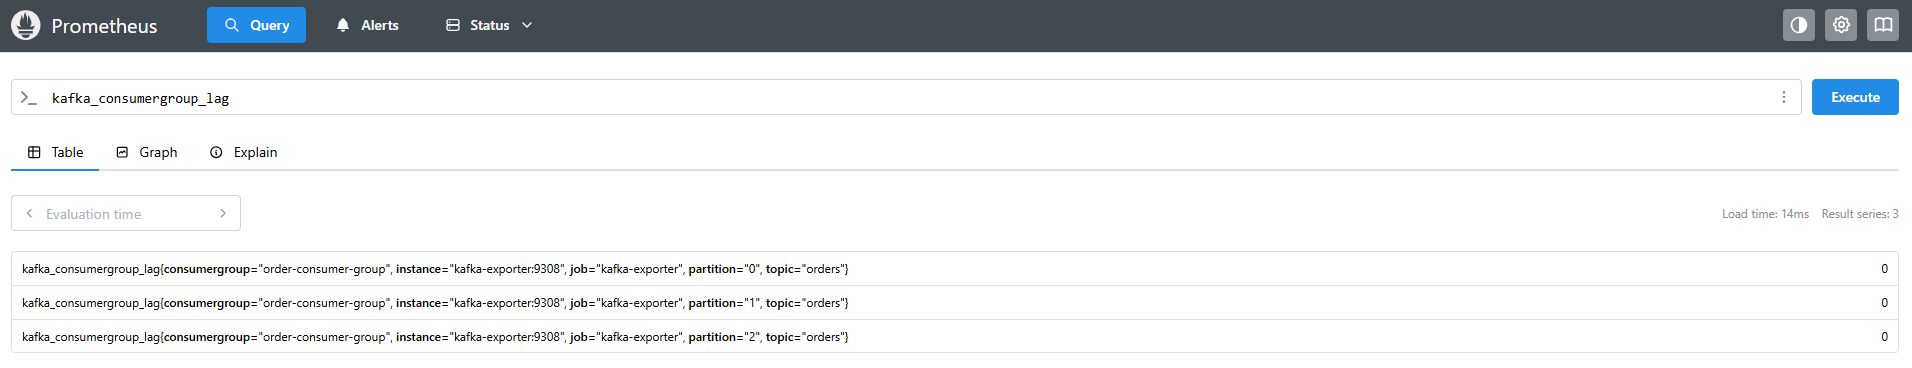 Prometheus Query Alerts Status
kafka_consumergroup_lag Execute
Table Graph Explain
Evaluation time Load time: 14ms Result series: 3
kafka_consumergroup_lag{consumergroup="order-consumer-group", instance="kafka-exporter:9308", job="kafka-exporter", partition="0", topic="orders"} 0
kafka_consumergroup_lag{consumergroup="order-consumer-group", instance="kafka-exporter:9308", job="kafka-exporter", partition="1", topic="orders"} 0
kafka_consumergroup_lag{consumergroup="order-consumer-group", instance="kafka-exporter:9308", job="kafka-exporter", partition="2", topic="orders"} 0